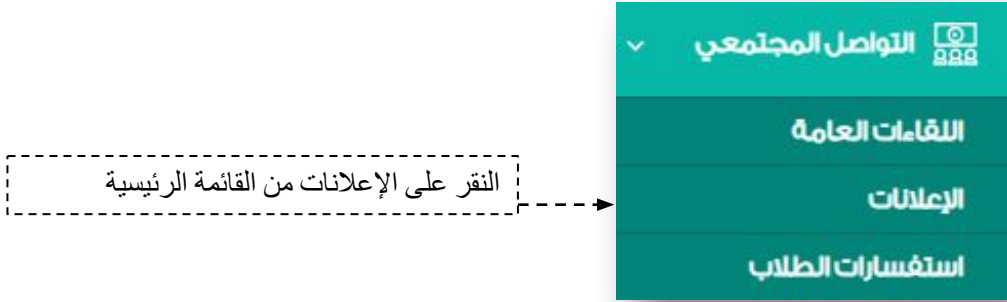 التواصل المجتمعي
اللقاءات العامة
النقر على الإعلانات من القائمة الرئيسية
الإعلانات
استفسارات الطلاب